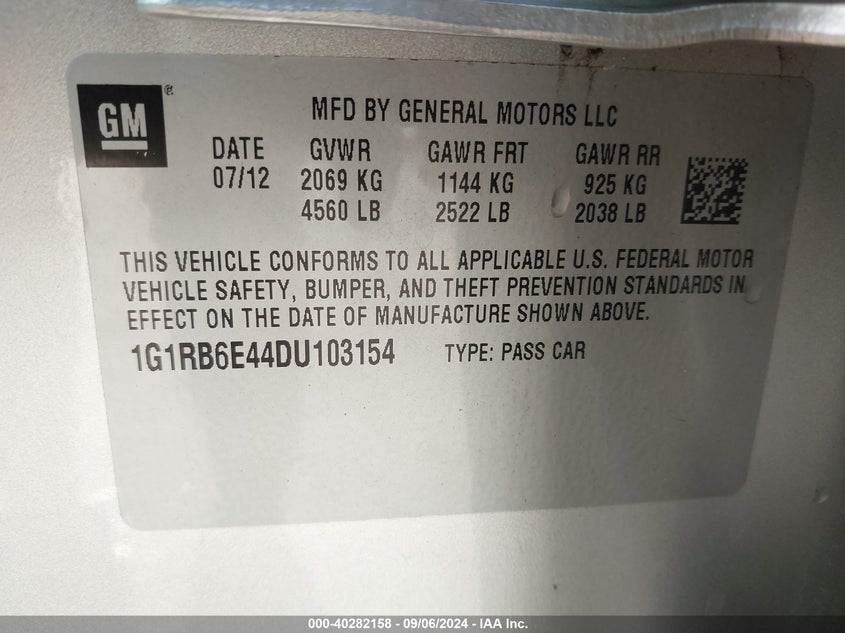 GM®
MFD BY GENERAL MOTORS LLC
DATE GVWR GAWR FRT GAWR RR
07/12 2069 KG 1144 KG 925 KG
4560 LB 2522 LB 2038 LB
THIS VEHICLE CONFORMS TO ALL APPLICABLE U.S. FEDERAL MOTOR
VEHICLE SAFETY, BUMPER, AND THEFT PREVENTION STANDARDS IN
EFFECT ON THE DATE OF MANUFACTURE SHOWN ABOVE.
1G1RB6E44DU103154 TYPE: PASS CAR
000-40282158 - 09/06/2024 - IAA Inc.